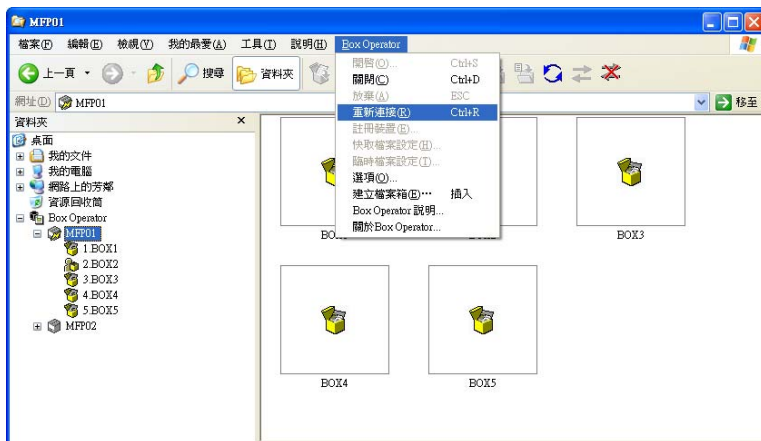 MFP01
檔案(F) 編輯(E) 檢視(V) 我的最愛(A) 工具(T) 說明(H) Box Operator
上一頁 搜尋 資料夾
網址(D) MFP01 移至
資料夾
桌面
我的文件
我的電腦
網路上的芳鄰
資源回收筒
Box Operator
MFP01
1.BOX1
2.BOX2
3.BOX3
4.BOX4
5.BOX5
MFP02
開啓(O)... Ctrl+S
關閉(C) Ctrl+D
放棄(A) ESC
重新連接(R) Ctrl+R
註冊裝置(E)...
快取檔案設定(H)...
臨時檔案設定(T)...
選項(O)...
建立檔案箱(E)⋯ 插入
Box Operator 說明...
關於Box Operator...
BOX3
BOX4 BOX5